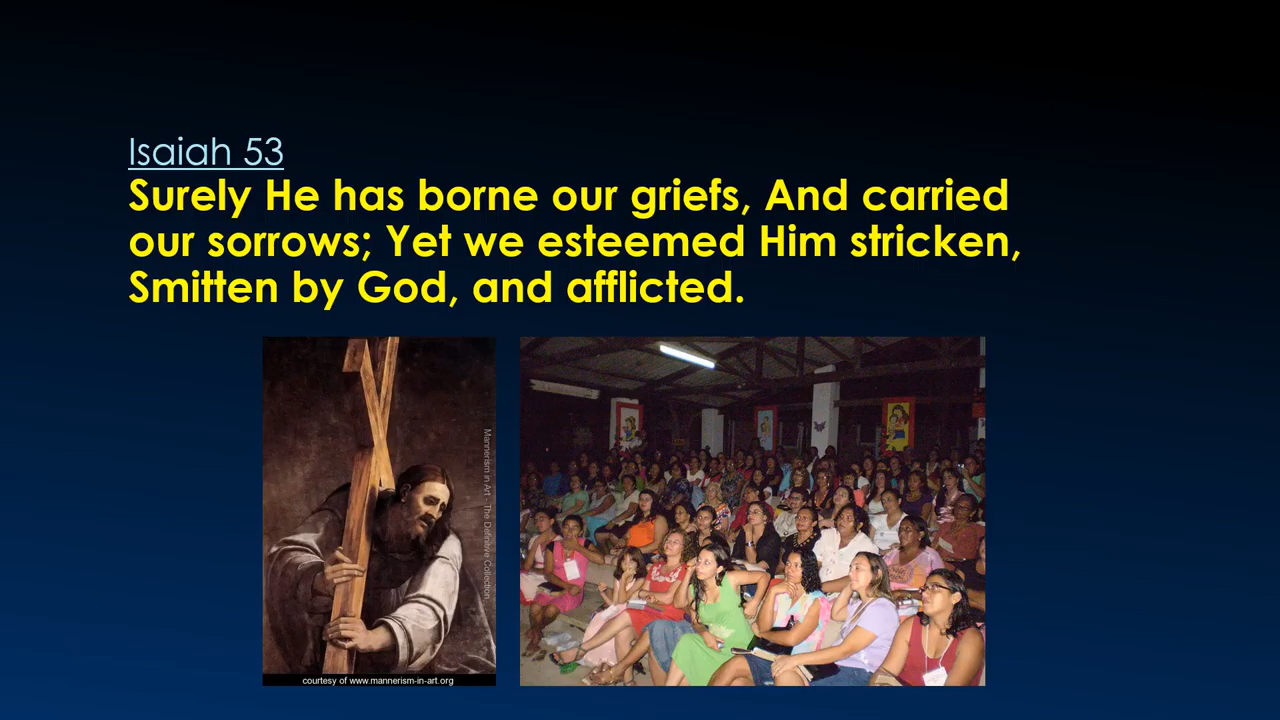 Isaiah 53
Surely He has borne our griefs, And carried
our sorrows; Yet we esteemed Him stricken,
Smitten by God, and afflicted.
Mannerism in Art - The Definitive Collection
courtesy of www.mannerism-in-art.org